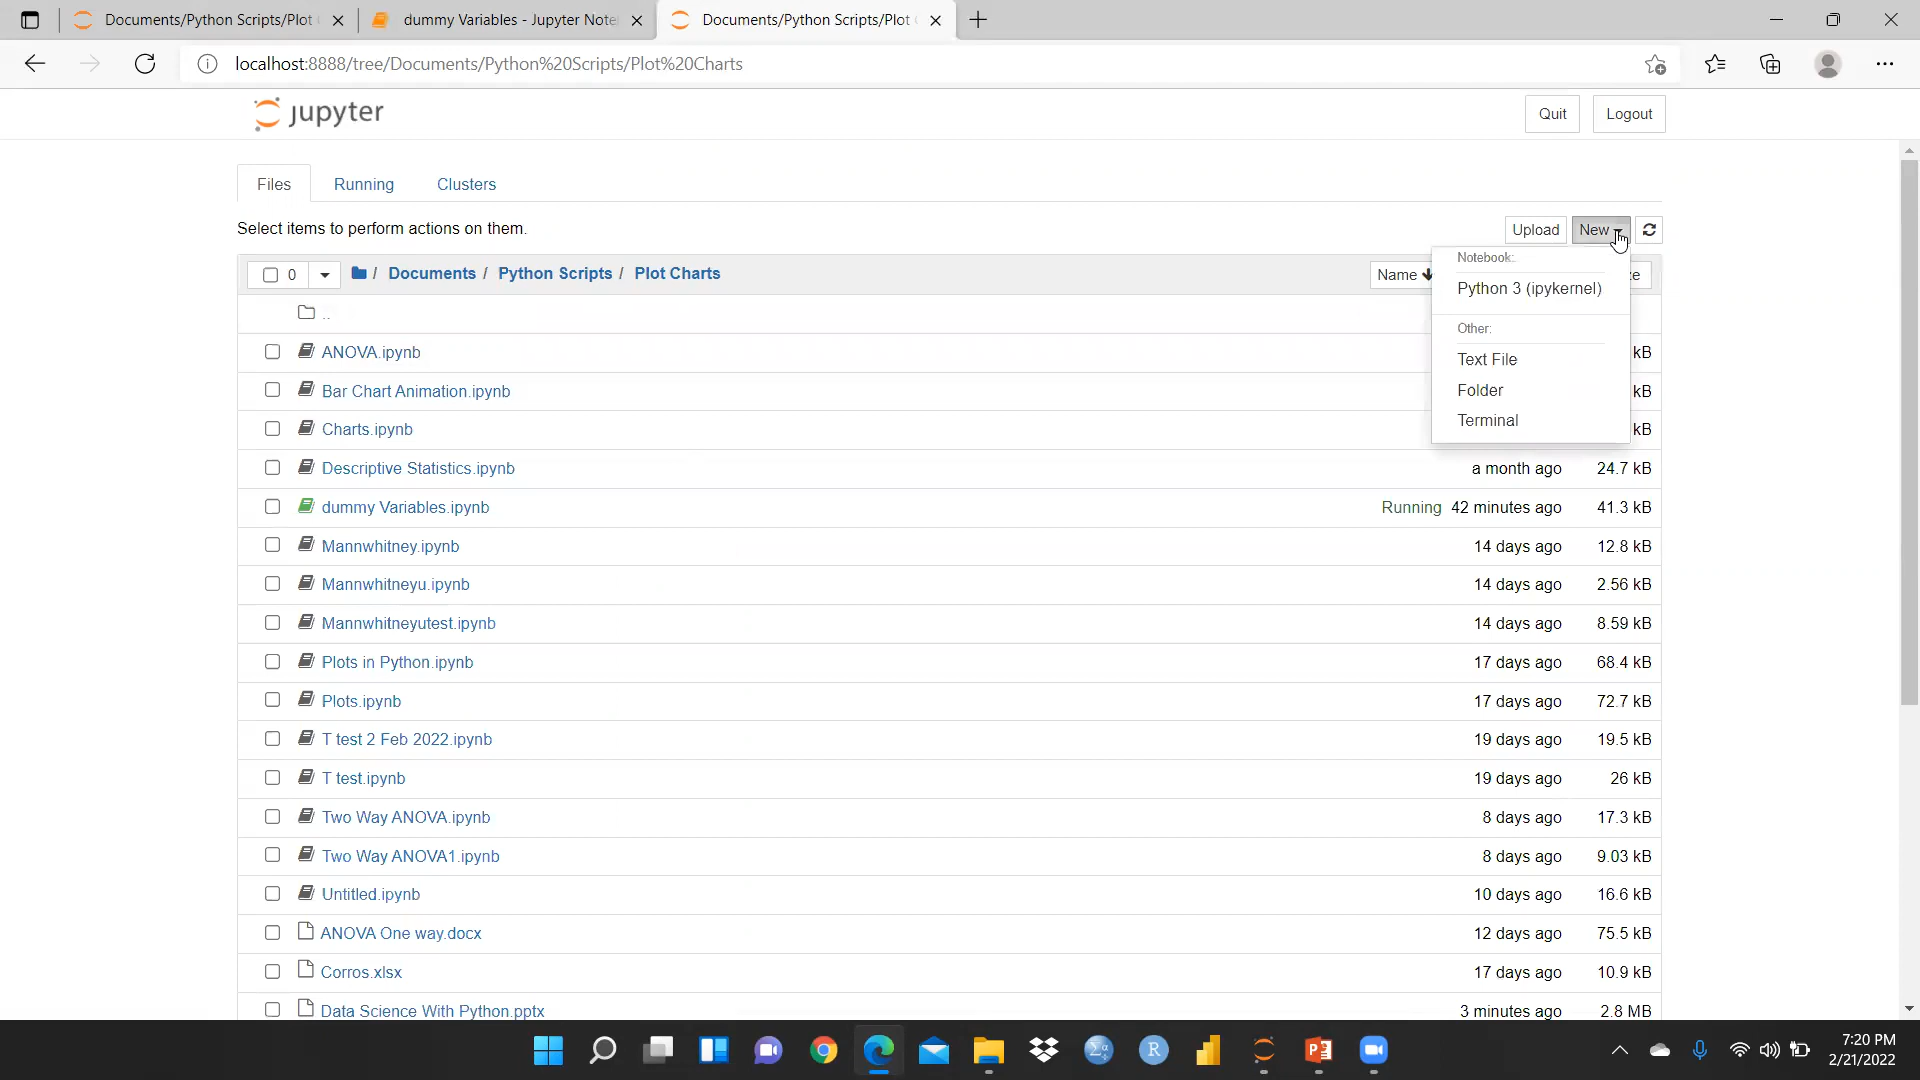 Documents/Python Scripts/Plot
dummy Variables - Jupyter Note
Documents/Python Scripts/Plot
localhost:8888/tree/Documents/Python%20Scripts/Plot%20Charts
jupyter
Quit
Logout
Files
Running
Clusters
Select items to perform actions on them.
Upload
New
0
/ Documents / Python Scripts / Plot Charts
Name
ze
Notebook:
Python 3 (ipykernel)
Other:
Text File
Folder
Terminal
..
ANOVA.ipynb kB
Bar Chart Animation.ipynb kB
Charts.ipynb kB
Descriptive Statistics.ipynb a month ago 24.7 kB
dummy Variables.ipynb Running 42 minutes ago 41.3 kB
Mannwhitney.ipynb 14 days ago 12.8 kB
Mannwhitneyu.ipynb 14 days ago 2.56 kB
Mannwhitneyutest.ipynb 14 days ago 8.59 kB
Plots in Python.ipynb 17 days ago 68.4 kB
Plots.ipynb 17 days ago 72.7 kB
T test 2 Feb 2022.ipynb 19 days ago 19.5 kB
T test.ipynb 19 days ago 26 kB
Two Way ANOVA.ipynb 8 days ago 17.3 kB
Two Way ANOVA1.ipynb 8 days ago 9.03 kB
Untitled.ipynb 10 days ago 16.6 kB
ANOVA One way.docx 12 days ago 75.5 kB
Corros.xlsx 17 days ago 10.9 kB
Data Science With Python.pptx 3 minutes ago 2.8 MB
7:20 PM
2/21/2022